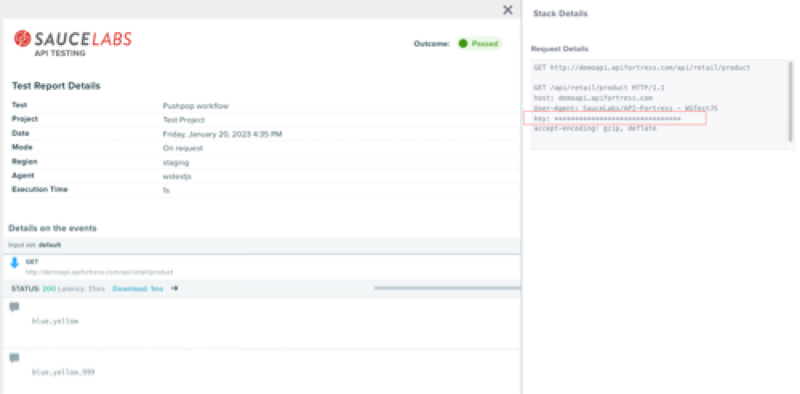 SAUCELABS
API TESTING
Outcome: Passed
Test Report Details
Test Pushpop workflow
Project Test Project
Date Friday, January 20, 2023 4:35 PM
Mode On request
Region staging
Agent wstestjs
Execution Time 1s
Details on the events
Input set: default
GET
http://demoapi.apifortress.com/api/retail/product
STATUS: 200 Latency: 31ms Download: 1ms →
blue,yellow
blue,yellow,999
Stack Details
Request Details
GET http://demoapi.apifortress.com/api/retail/product
GET /api/retail/product HTTP/1.1
host: demoapi.apifortress.com
User-Agent: SauceLabs/API-Fortress - WSTestJS
key: ********************************
accept-encoding: gzip, deflate